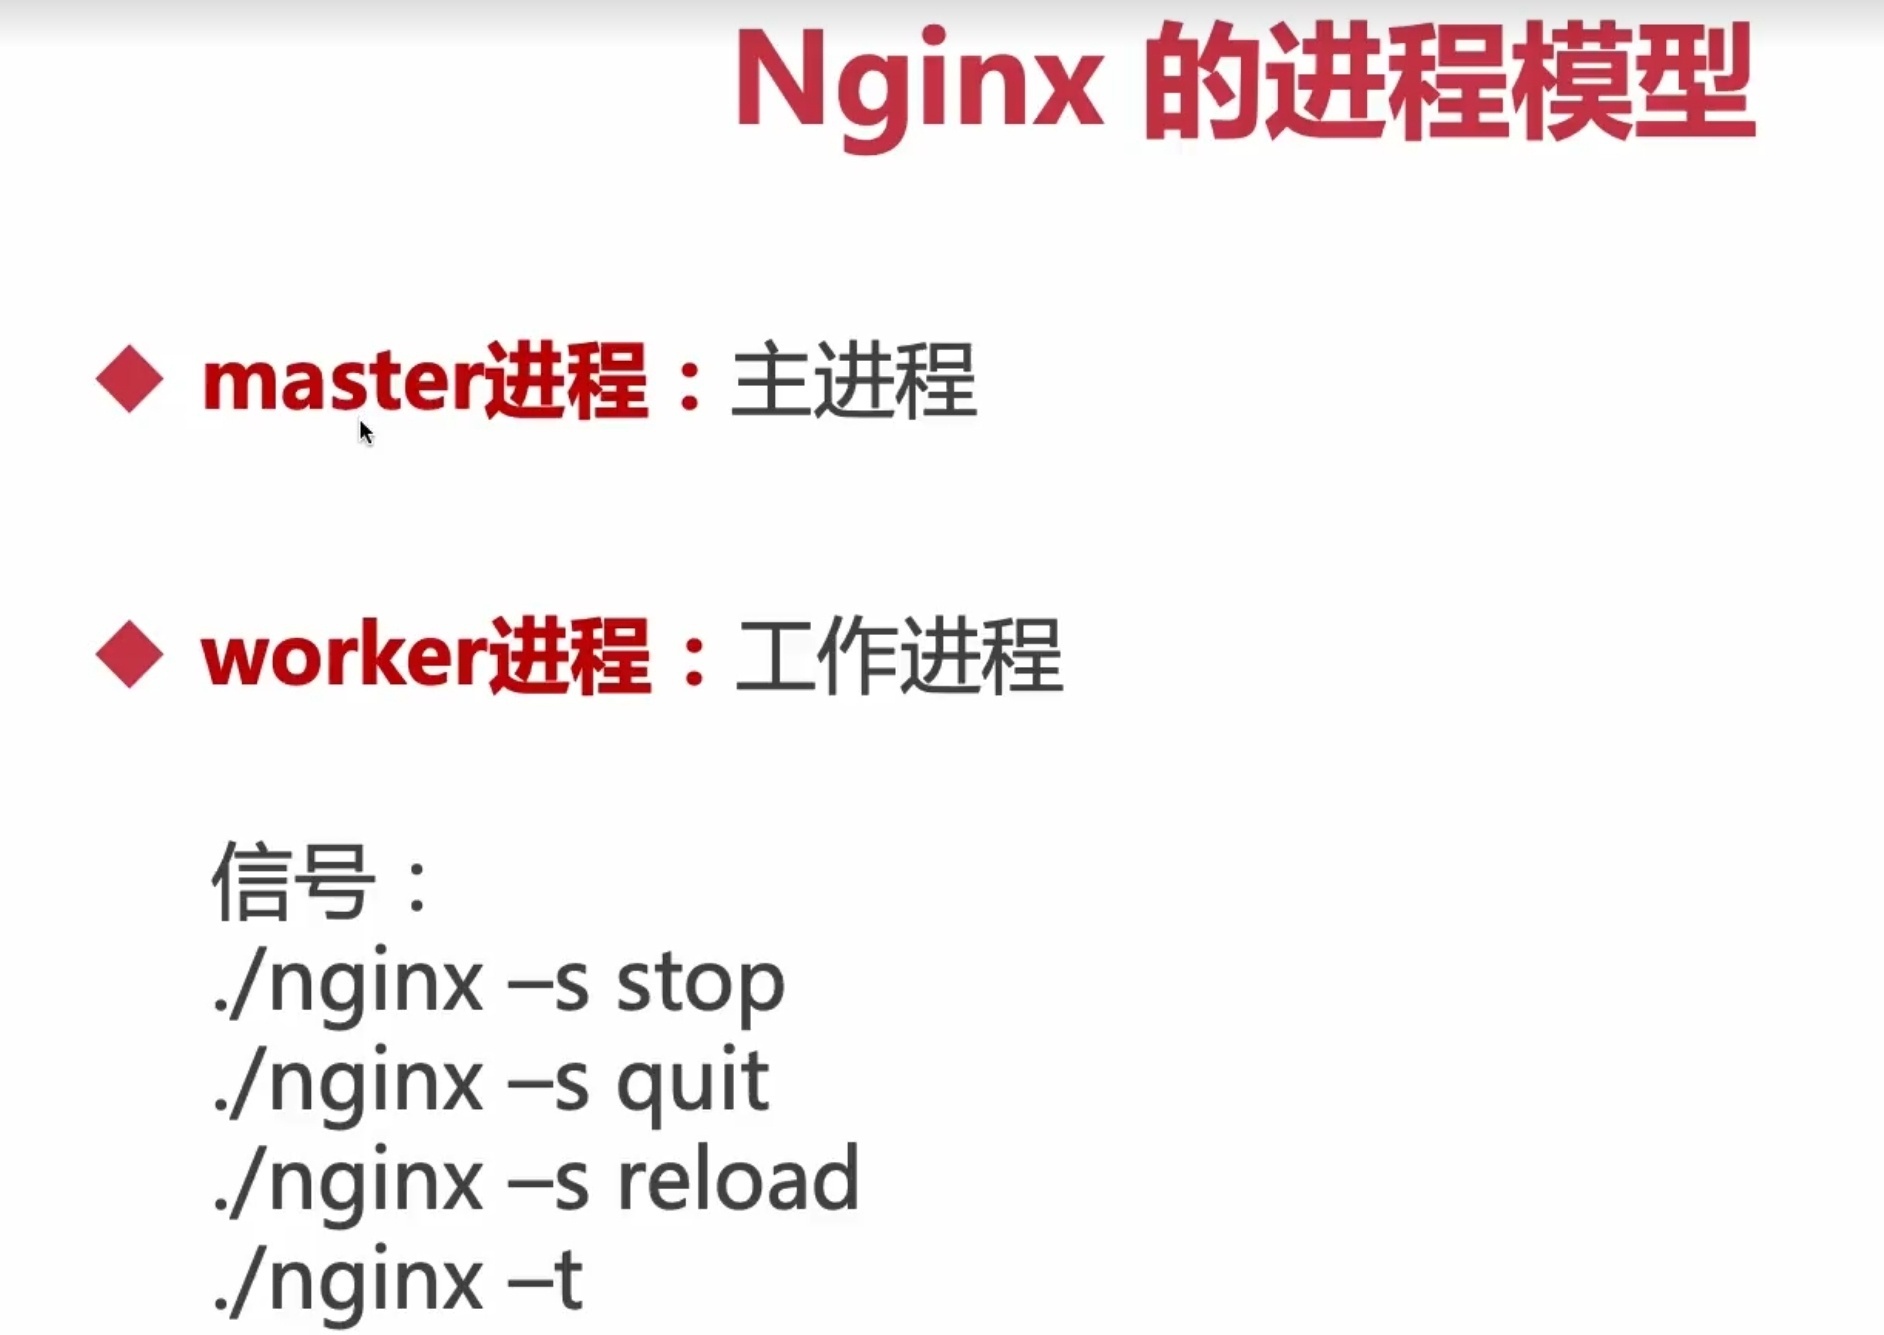 Nginx 的进程模型
master进程：主进程
worker进程：工作进程
信号：
./nginx –s stop
./nginx –s quit
./nginx –s reload
./nginx –t